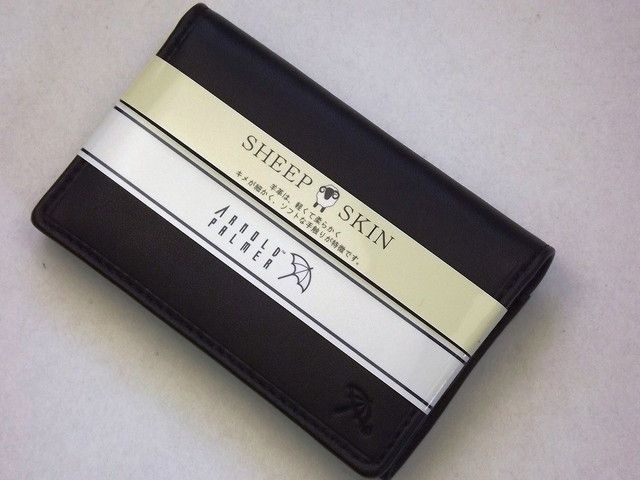 SHEEP SKIN
羊革は、軽くて柔らかく
キメが細かく、ソフトな手触りが特徴です。
ARNOLD™
PALMER